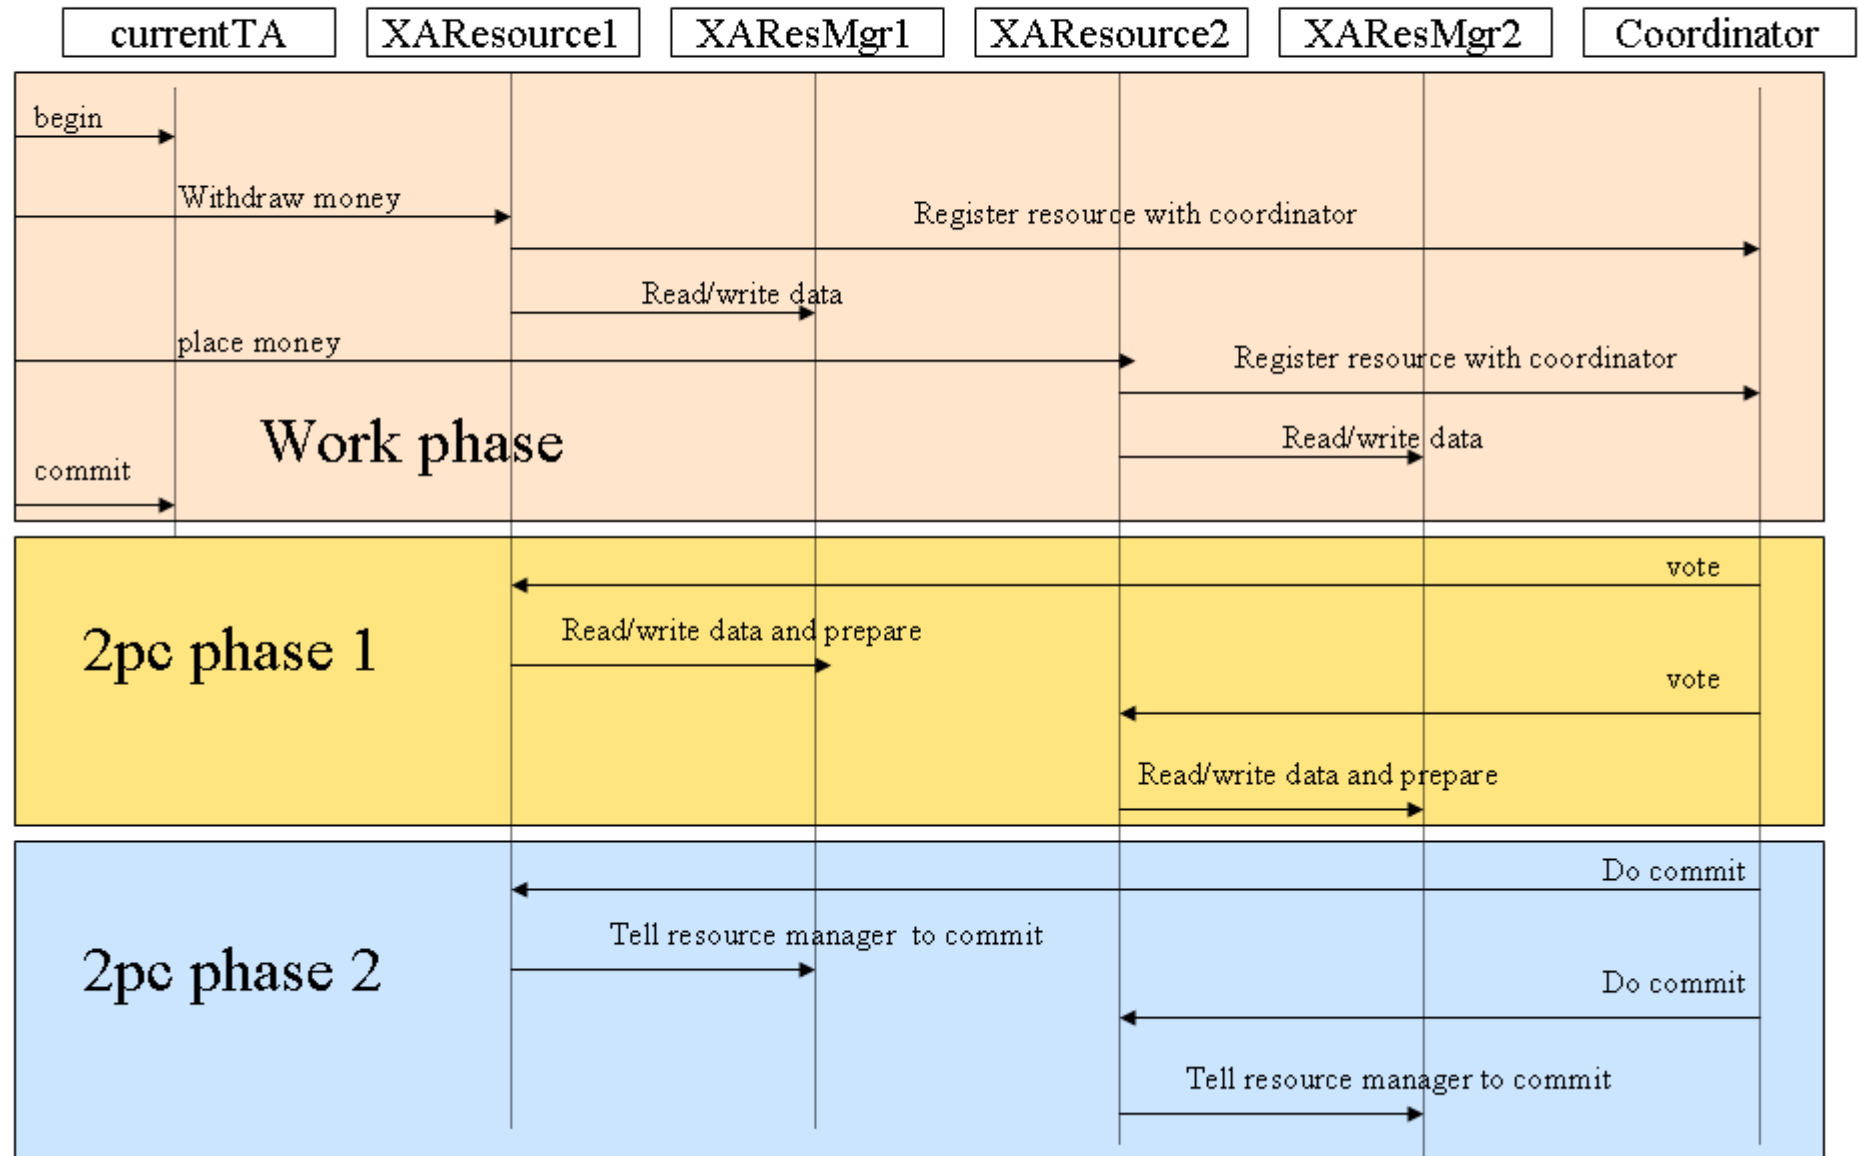 currentTA
XAResource1
XAResMgr1
XAResource2
XAResMgr2
Coordinator
begin
Withdraw money
Register resource with coordinator
Read/write data
place money
Register resource with coordinator
Work phase
Read/write data
commit
vote
2pc phase 1
Read/write data and prepare
vote
Read/write data and prepare
Do commit
Tell resource manager to commit
2pc phase 2
Do commit
Tell resource manager to commit